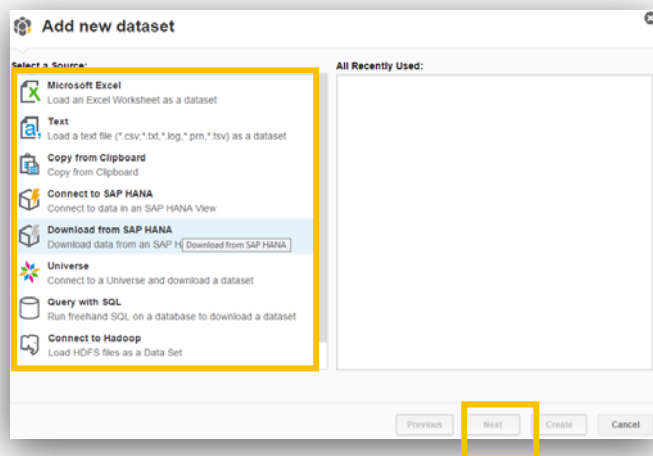 Add new dataset
Select a Source:
All Recently Used:
Microsoft Excel
Load an Excel Worksheet as a dataset
Text
Load a text file (*.csv;*.txt,*.log,*.prn,*.tsv) as a dataset
Copy from Clipboard
Copy from Clipboard
Connect to SAP HANA
Connect to data in an SAP HANA View
Download from SAP HANA
Download data from an SAP H
Download from SAP HANA
Universe
Connect to a Universe and download a dataset
Query with SQL
Run freehand SQL on a database to download a dataset
Connect to Hadoop
Load HDFS files as a Data Set
Previous
Next
Create
Cancel